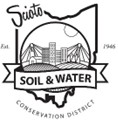 Scioto
Est. 1946
SOIL & WATER
CONSERVATION DISTRICT